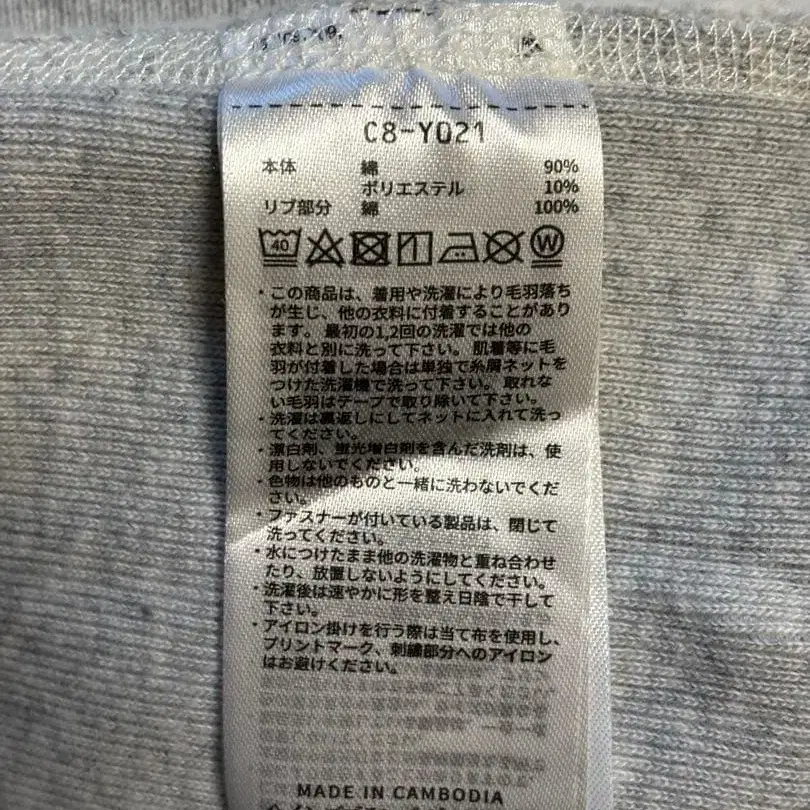 C8-Y021
本体 綿 90%
ポリエステル 10%
リブ部分 綿 100%
40 W
・この商品は、着用や洗濯により毛羽落ち
が生じ、他の衣料に付着することがあり
ます。最初の1,2回の洗濯では他の
衣料と別に洗って下さい。肌着等に毛
羽が付着した場合は単独で糸屑ネットを
つけた洗濯機で洗って下さい。取れな
い毛羽はテープで取り除いて下さい。
・洗濯は裏返しにしてネットに入れて洗っ
てください。
・漂白剤、蛍光増白剤を含んだ洗剤は、使
用しないでください。
・色物は他のものと一緒に洗わないでくだ
さい。
・ファスナーが付いている製品は、閉じて
洗ってください。
・水につけたまま他の洗濯物と重ね合わせ
たり、放置しないようにしてください。
・洗濯後は速やかに形を整え日陰で干して
下さい。
・アイロン掛けを行う際は当て布を使用し、
プリントマーク、刺繍部分へのアイロン
はお避けください。
MADE IN CAMBODIA